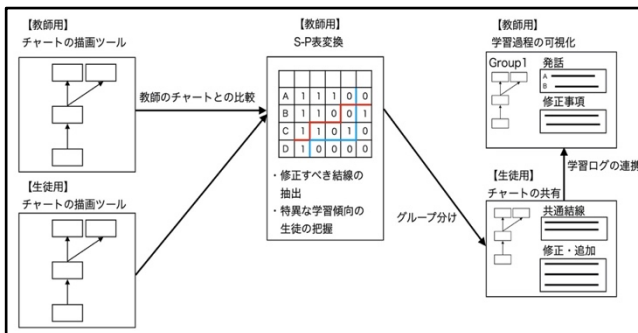 【教師用】
チャートの描画ツール
【生徒用】
チャートの描画ツール
教師のチャートとの比較
【教師用】
S-P表変換
A 1 1 1 0 0
B 1 1 0 0 1
C 1 1 0 1 0
D 1 0 0 0 0
・修正すべき結線の
抽出
・特異な学習傾向の
生徒の把握
グループ分け
【教師用】
学習過程の可視化
Group1
発話
A
B
修正事項
学習ログの連携
【生徒用】
チャートの共有
共通結線
修正・追加